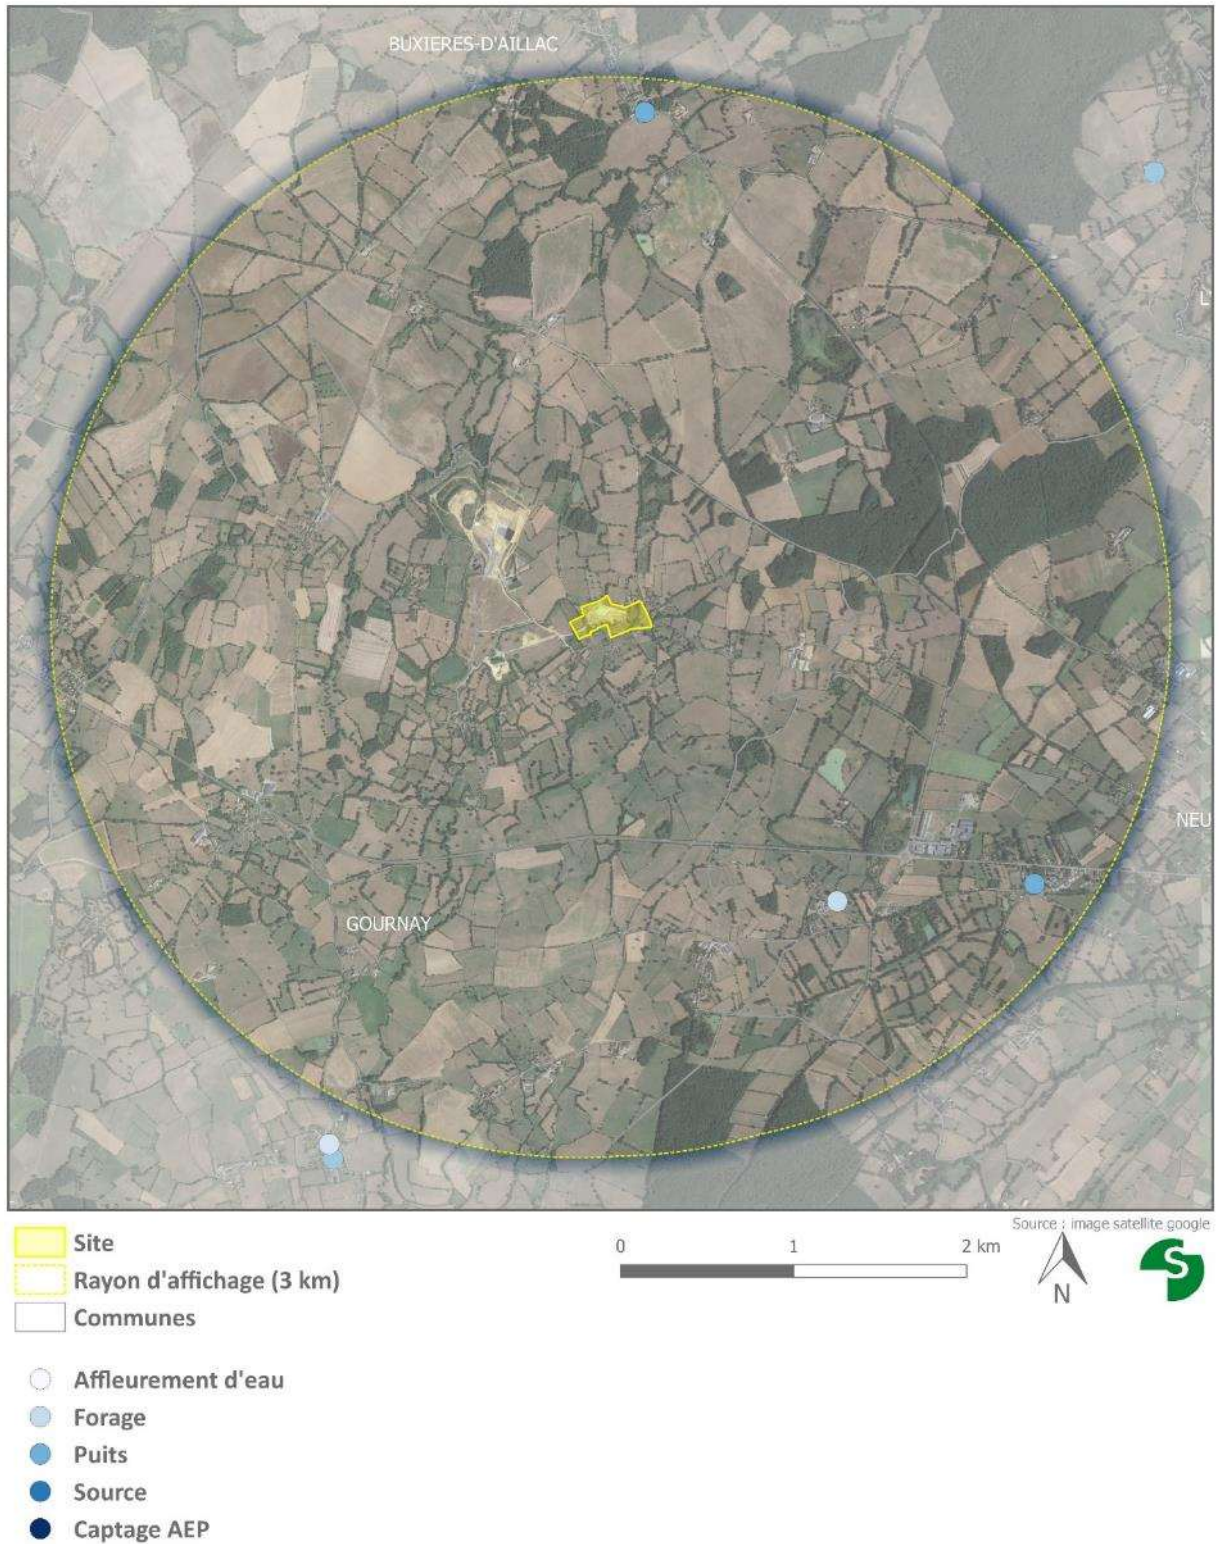 BUXIERES-D'AILLAC
L'
NEU
GOURNAY
Source : image satellite google
Site
Rayon d'affichage (3 km)
Communes
0 1 2 km
N
S
Affleurement d'eau
Forage
Puits
Source
Captage AEP